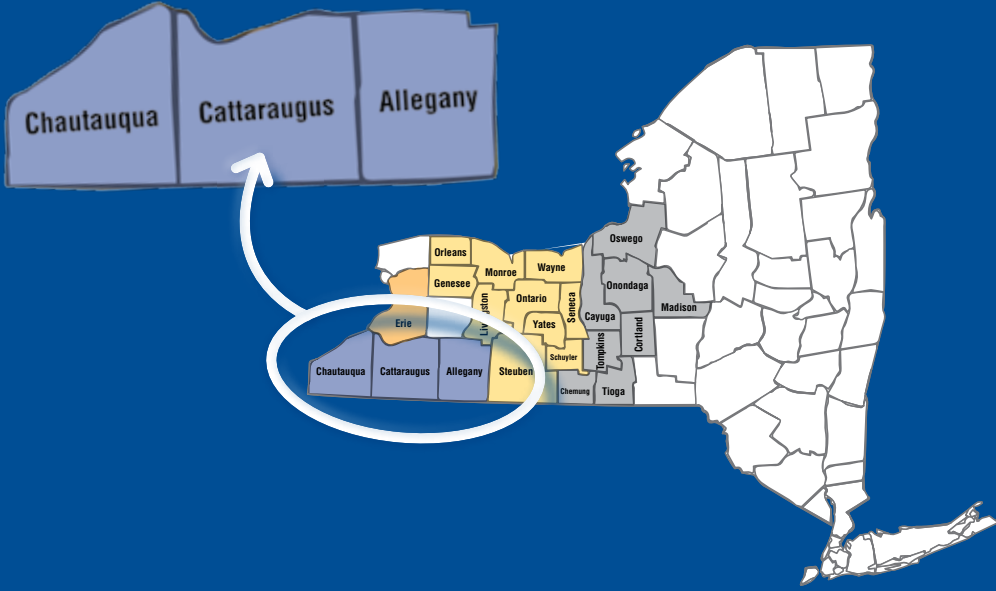 Chautauqua
Cattaraugus
Allegany
Oswego
Orleans
Monroe
Wayne
Genesee
Onondaga
Ontario
Livingston
Seneca
Madison
Cayuga
Erie
Yates
Cortland
Tompkins
Schuyler
Chautauqua
Cattaraugus
Allegany
Steuben
Chemung
Tioga